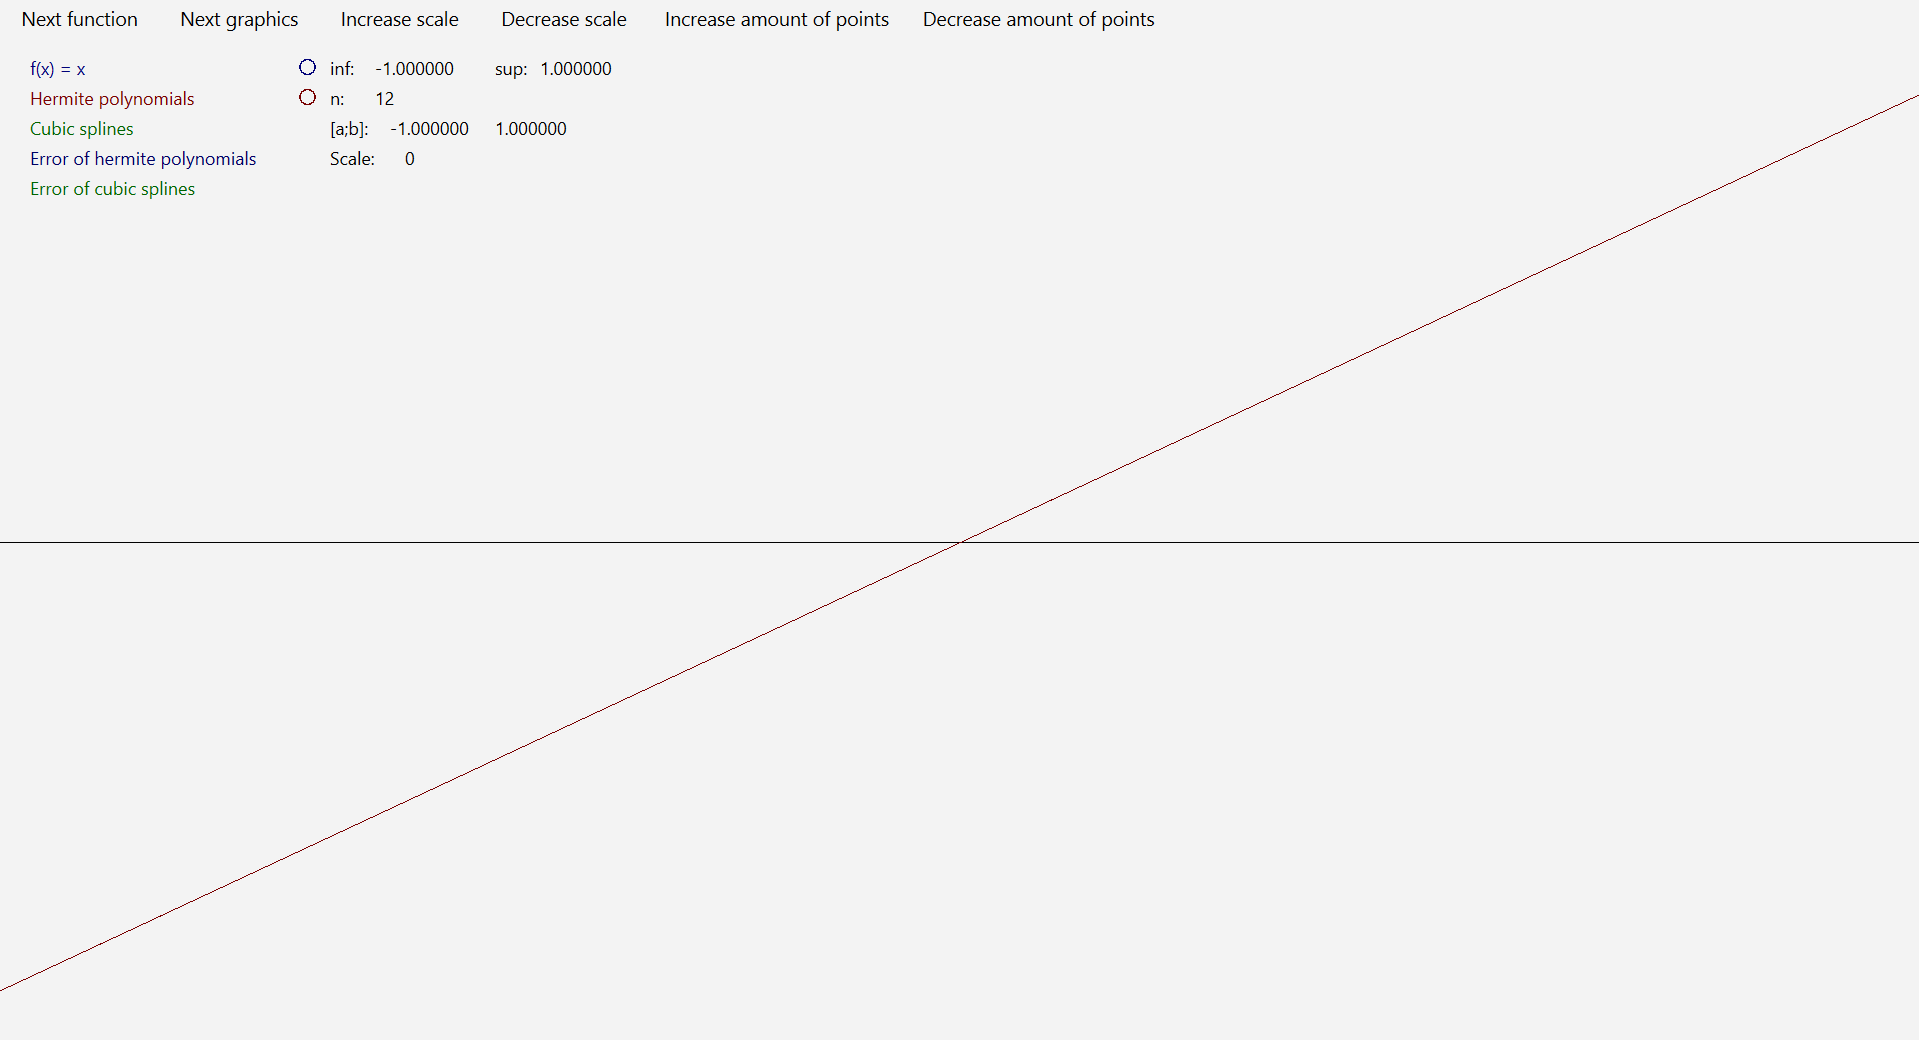 Next function Next graphics Increase scale Decrease scale Increase amount of points Decrease amount of points
f(x) = x inf: -1.000000 sup: 1.000000
Hermite polynomials n: 12
Cubic splines [a;b]: -1.000000 1.000000
Error of hermite polynomials Scale: 0
Error of cubic splines